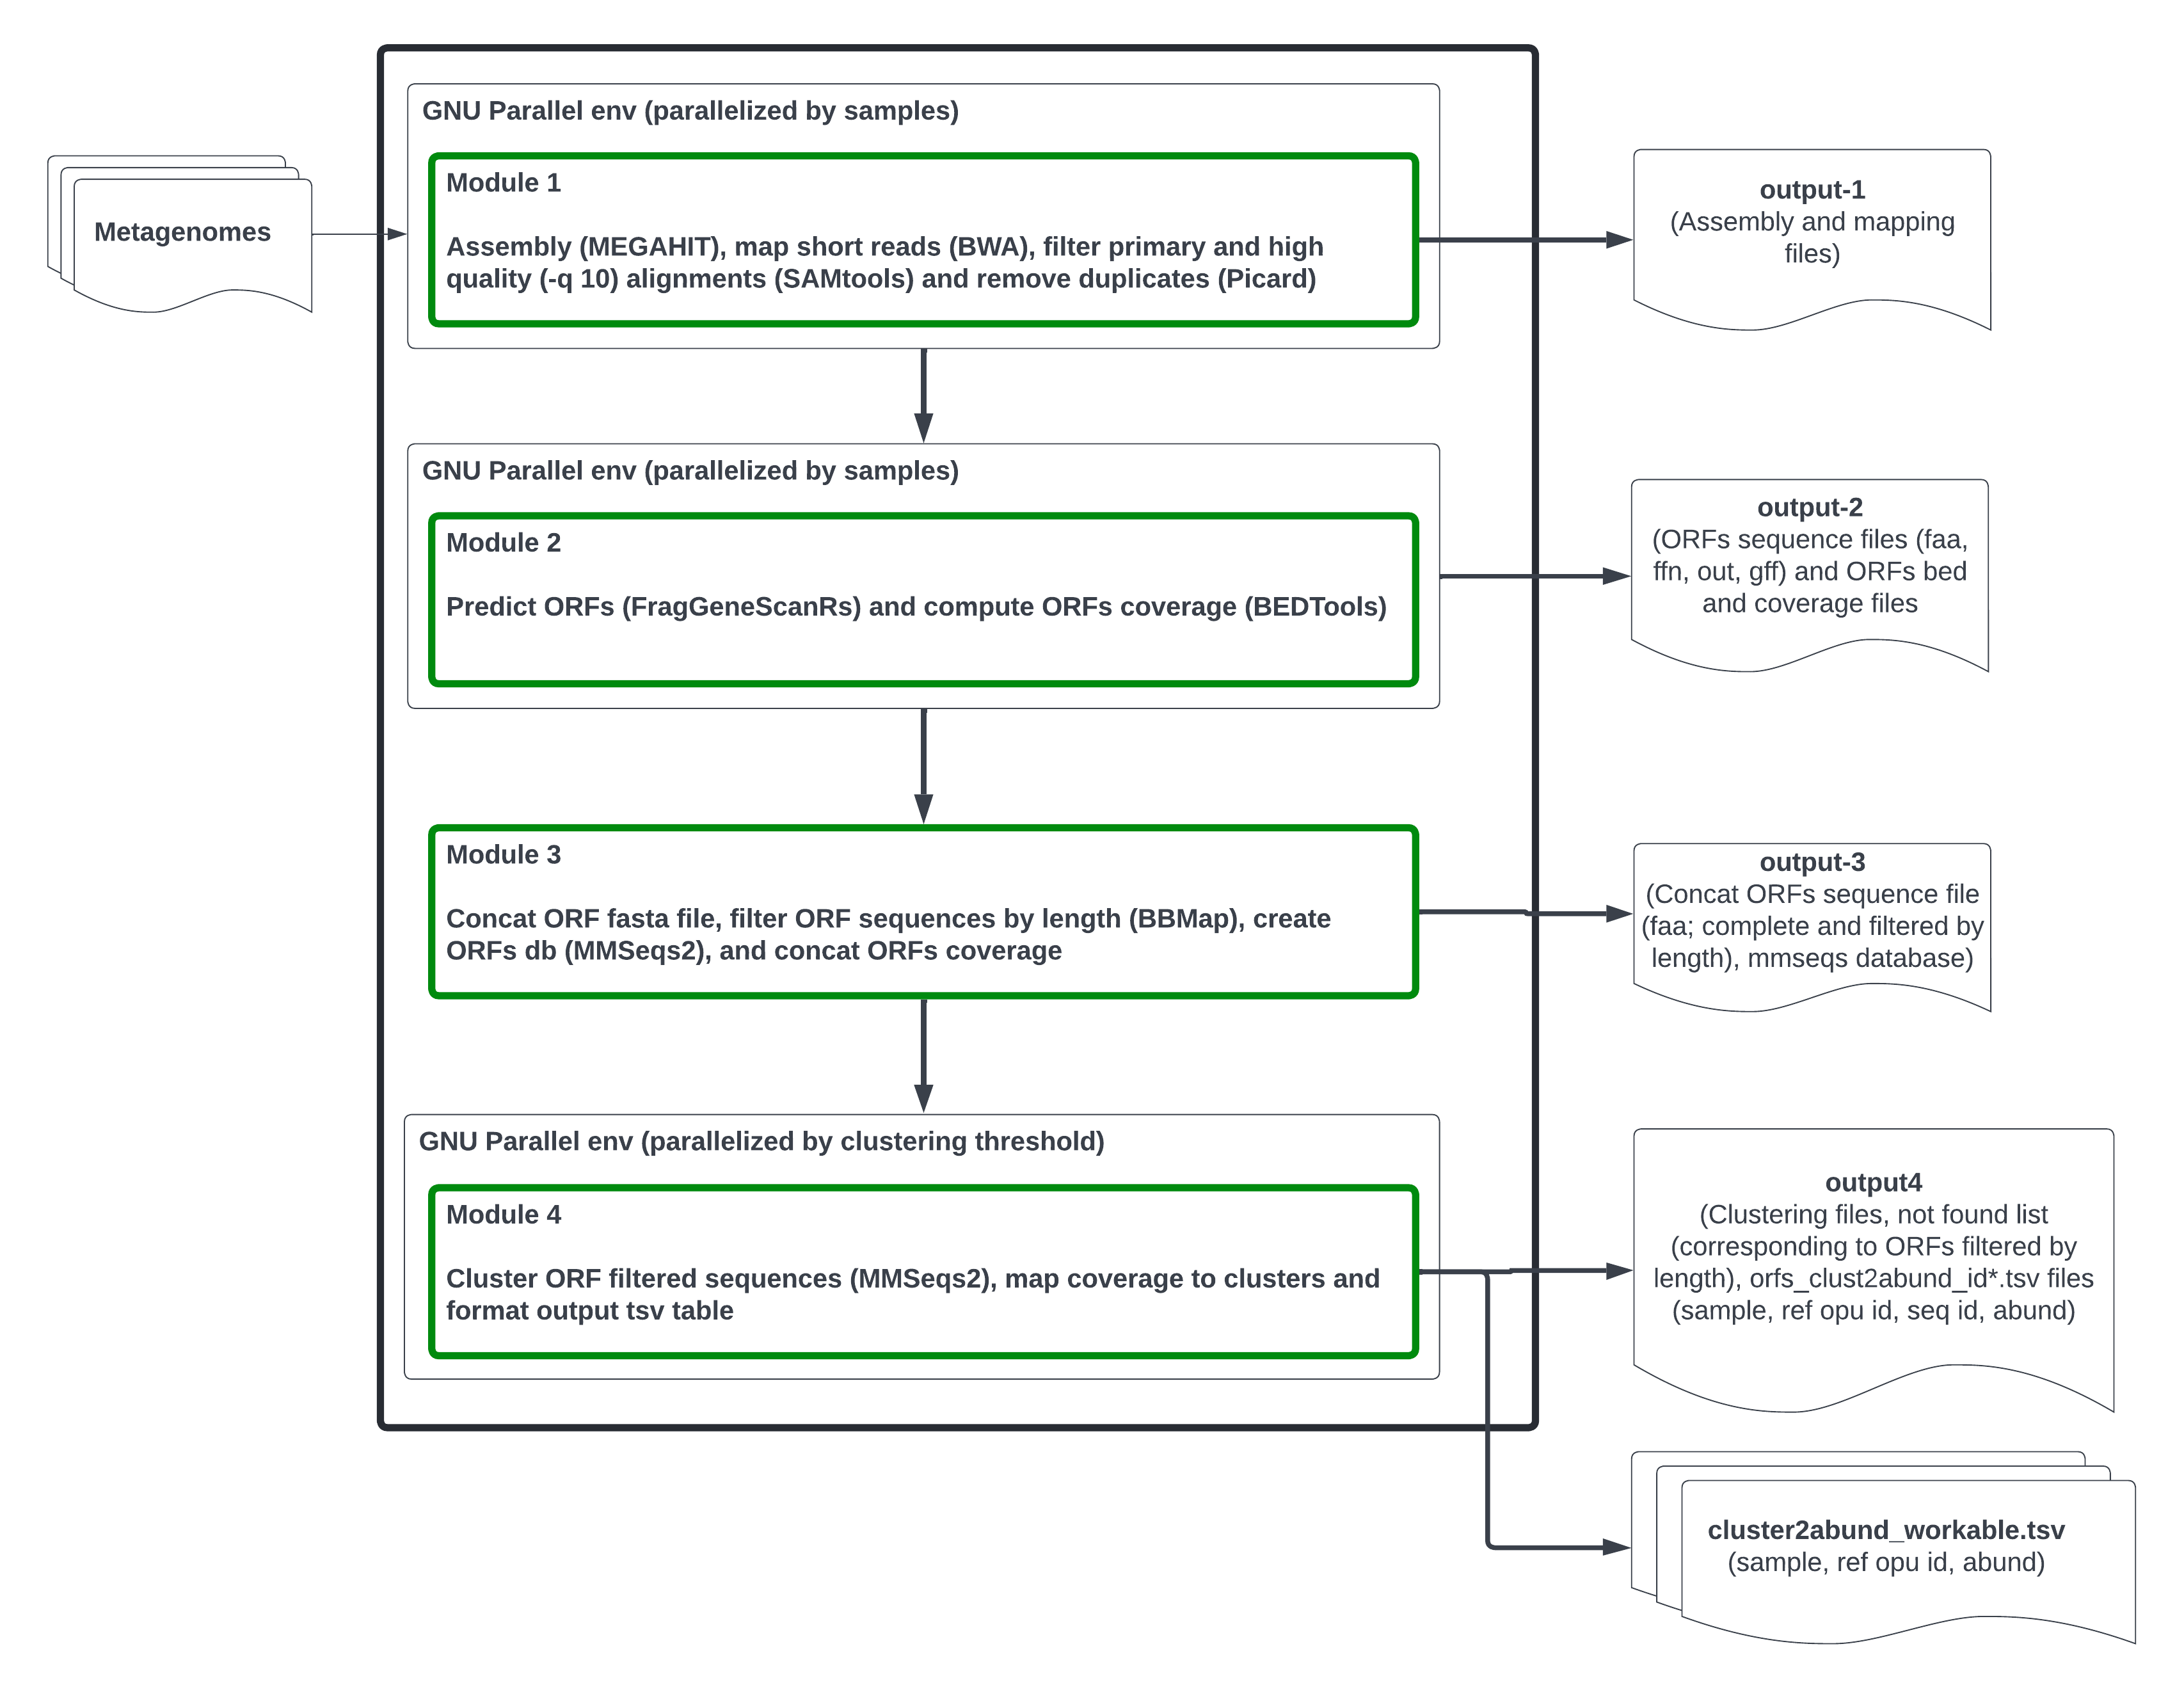 Metagenomes
GNU Parallel env (parallelized by samples)
Module 1
Assembly (MEGAHIT), map short reads (BWA), filter primary and high
quality (-q 10) alignments (SAMtools) and remove duplicates (Picard)
output-1
(Assembly and mapping
files)
GNU Parallel env (parallelized by samples)
Module 2
Predict ORFs (FragGeneScanRs) and compute ORFs coverage (BEDTools)
output-2
(ORFs sequence files (faa,
ffn, out, gff) and ORFs bed
and coverage files
Module 3
Concat ORF fasta file, filter ORF sequences by length (BBMap), create
ORFs db (MMSeqs2), and concat ORFs coverage
output-3
(Concat ORFs sequence file
(faa; complete and filtered by
length), mmseqs database)
GNU Parallel env (parallelized by clustering threshold)
Module 4
Cluster ORF filtered sequences (MMSeqs2), map coverage to clusters and
format output tsv table
output4
(Clustering files, not found list
(corresponding to ORFs filtered by
length), orfs_clust2abund_id*.tsv files
(sample, ref opu id, seq id, abund)
cluster2abund_workable.tsv
(sample, ref opu id, abund)